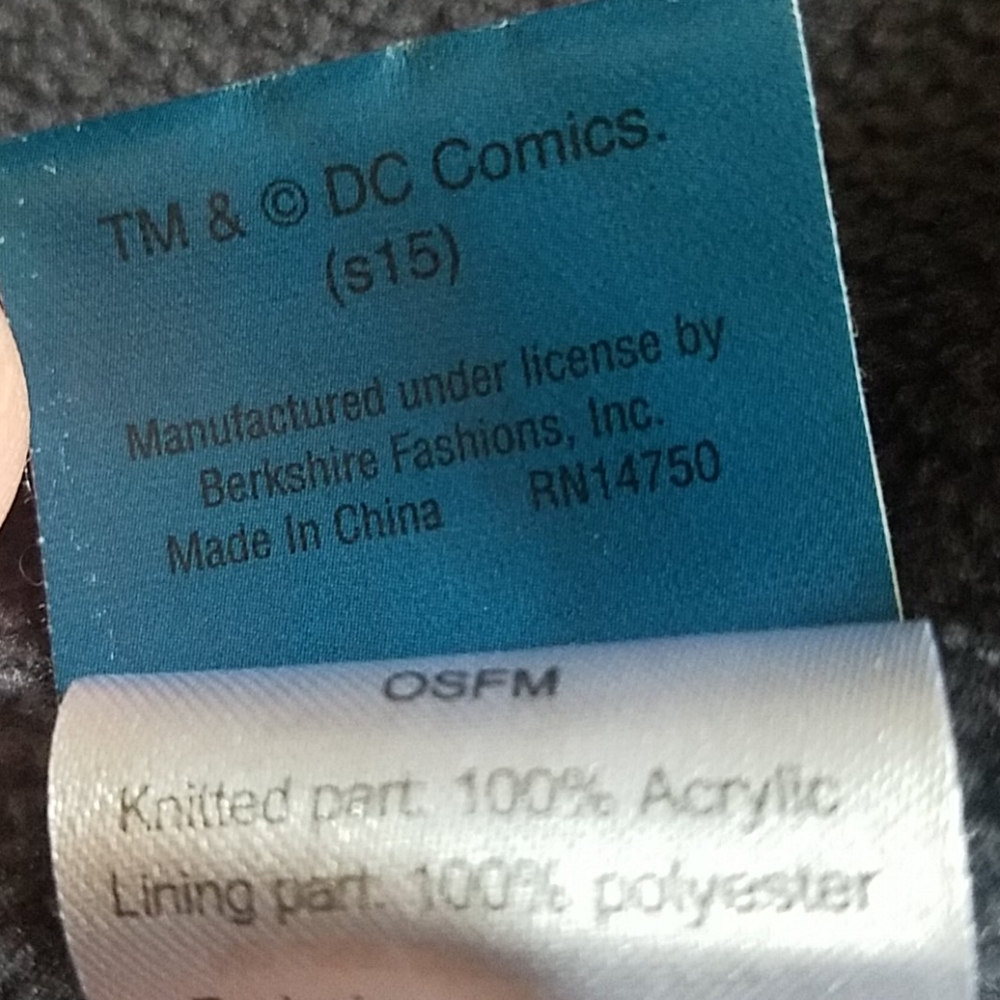 TM & © DC Comics.
(s15)
Manufactured under license by
Berkshire Fashions, Inc.
Made In China RN14750
OSFM
Knitted part: 100% Acrylic
Lining part: 100% polyester